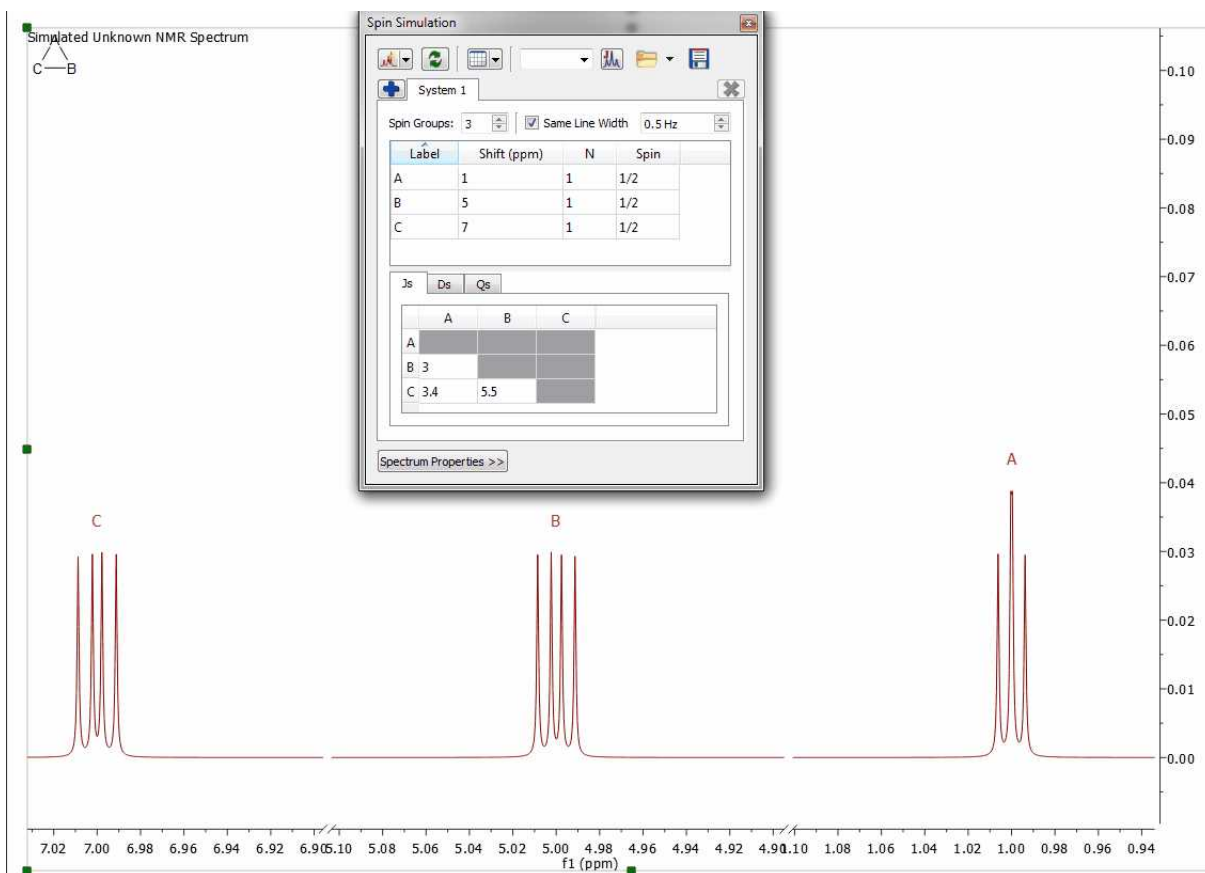 Spin Simulation
Simulated Unknown NMR Spectrum
A
C B
System 1
Spin Groups: 3 Same Line Width 0.5 Hz
Label Shift (ppm) N Spin
A 1 1 1/2
B 5 1 1/2
C 7 1 1/2
Js Ds Qs
A B C
A
B 3
C 3.4 5.5
Spectrum Properties >>
C
B
A
0.10
0.09
0.08
0.07
0.06
0.05
0.04
0.03
0.02
0.01
0.00
7.02 7.00 6.98 6.96 6.94 6.92 6.90 5.10 5.08 5.06 5.04 5.02 5.00 4.98 4.96 4.94 4.92 4.90 1.10 1.08 1.06 1.04 1.02 1.00 0.98 0.96 0.94
f1 (ppm)